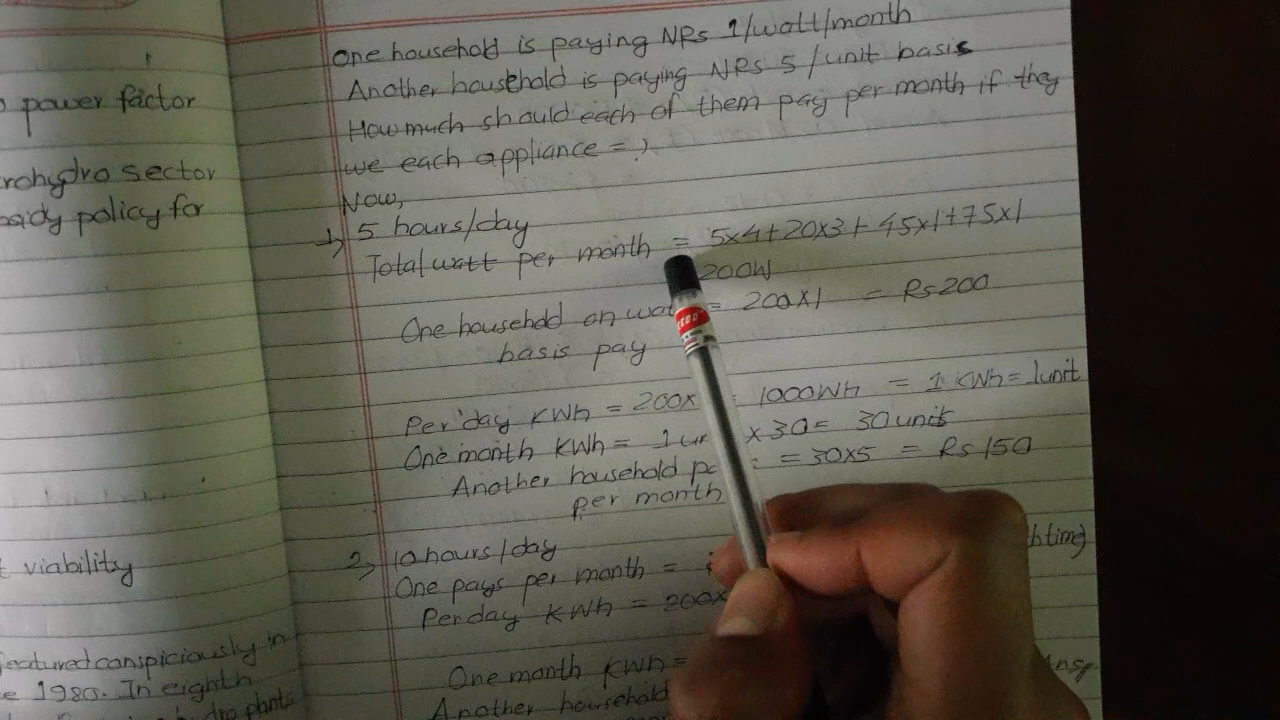 power factor
rohydro sector
policy for
viability
featured conspiciously in
e 1980. In eighth
plants
One household is paying NRs 1/watt/month
Another household is paying NRs 5/unit basis
How much should each of them pay per month if they
we each appliance = ?
Now,
1> 5 hours/day
Total watt per month = 5x4+20x3+45x1+75x1
200W
One household on wat = 200x1 = Rs 200
basis pay
Per day KWh = 200x 1000Wh = 1 KWh = 1unit
One month KWh = 1 x 30 = 30 units
Another household pa = 30x5 = Rs 150
per month
2> 10 hours/day
One pays per month = hting
Per day KWh = 200x
One month KWh =
Another household